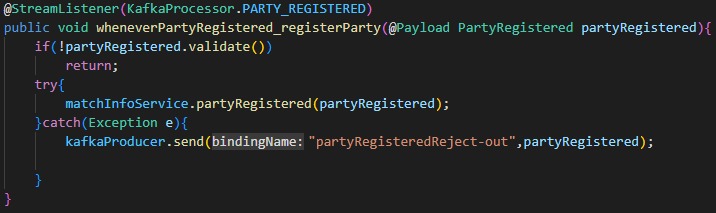 @StreamListener(KafkaProcessor.PARTY_REGISTERED)
public void wheneverPartyRegistered_registerParty(@Payload PartyRegistered partyRegistered){
    if(!partyRegistered.validate())
        return;
    try{
        matchInfoService.partyRegistered(partyRegistered);
    }catch(Exception e){
        kafkaProducer.send(bindingName: "partyRegisteredReject-out",partyRegistered);
    }
}